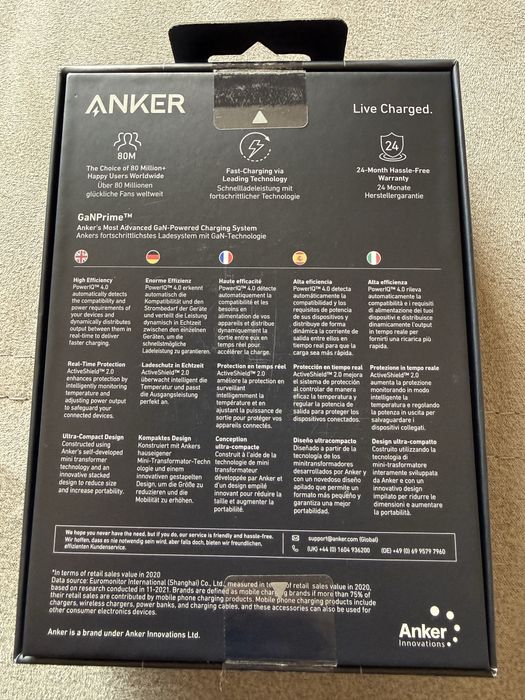 ANKER
Live Charged.
80M
The Choice of 80 Million+
Happy Users Worldwide
Über 80 Millionen
glückliche Fans weltweit
Fast-Charging via
Leading Technology
Schnellladeleistung mit
fortschrittlicher Technologie
24
24-Month Hassle-Free
Warranty
24 Monate
Herstellergarantie
GaNPrime™
Anker's Most Advanced GaN-Powered Charging System
Ankers fortschrittlichstes Ladesystem mit GaN-Technologie
High Efficiency
PowerIQ™ 4.0
automatically detects
the compatibility and
power requirements
of your devices and
dynamically distributes
output between them in
real-time to deliver
faster charging.
Enorme Effizienz
PowerIQ™ 4.0 erkennt
automatisch die
Kompatibilität und den
Strombedarf der Geräte
und verteilt die Leistung
dynamisch in Echtzeit
zwischen den einzelnen
Geräten, um die
schnellstmögliche
Ladeleistung zu garantieren.
Haute efficacité
PowerIQ™ 4.0 détecte
automatiquement la
compatibilité et les
besoins en
alimentation de vos
appareils et distribue
dynamiquement la
sortie entre eux en
temps réel pour
accélérer la charge.
Alta eficiencia
PowerIQ™ 4.0 detecta
automáticamente la
compatibilidad y los
requisitos de potencia
de sus dispositivos y
distribuye de forma
dinámica la corriente de
salida entre ellos en
tiempo real para que la
carga sea más rápida.
Alta efficienza
PowerIQ™ 4.0 rileva
automaticamente la
compatibilità e i requisiti
di alimentazione dei tuoi
dispositivi e distribuisce
dinamicamente l'output
in tempo reale per
fornirti una ricarica più
rapida.
Real-Time Protection
ActiveShield™ 2.0
enhances protection by
intelligently monitoring
temperature and
adjusting power output
to safeguard your
connected devices.
Ladeschutz in Echtzeit
ActiveShield™ 2.0
überwacht intelligent die
Temperatur und passt
die Ausgangsleistung
perfekt an.
Protection en temps réel
ActiveShield™ 2.0
améliore la protection en
surveillant
intelligemment la
température et en
ajustant la puissance de
sortie pour protéger vos
appareils connectés.
Protección en tiempo real
ActiveShield™ 2.0 mejora
el sistema de protección
al controlar de manera
eficaz la temperatura y
regular la potencia de
salida para proteger los
dispositivos conectados.
Protezione in tempo reale
ActiveShield™ 2.0
aumenta la protezione
monitorando in modo
intelligente la
temperatura e regolando
la potenza in uscita per
salvaguardare i
dispositivi collegati.
Ultra-Compact Design
Constructed using
Anker's self-developed
mini transformer
technology and an
innovative stacked
design to reduce size
and increase portability.
Kompaktes Design
Konstruiert mit Ankers
hauseigener
Mini-Transformator-Techn
ologie und einem
innovativen gestapelten
Design, um die Größe zu
reduzieren und die
Mobilität zu erhöhen.
Conception
ultra-compacte
Construit à l'aide de la
technologie de mini
transformateur
développée par Anker et
d'un design empilé
innovant pour réduire la
taille et augmenter la
portabilité.
Diseño ultracompacto
Diseñado a partir de la
tecnología de los
minitransformadores
desarrollados por Anker y
con un novedoso diseño
apilado que permite un
formato más pequeño y
garantiza una mejor
portabilidad.
Design ultra-compatto
Costruito utilizzando la
tecnologia di
mini-trasformatore
interamente sviluppata
da Anker e con un
innovativo design
impilato per ridurre le
dimensioni e aumentare
la portabilità.
We hope you never have the need, but if you do, our service is friendly and hassle-free.
Wir hoffen, dass es nie notwendig sein wird, aber falls doch, bieten wir freundlichen,
effizienten Kundenservice.
support@anker.com (Global)
(UK) +44 (0) 1604 936200 (DE) +49 (0) 69 9579 7960
*In terms of retail sales value in 2020
Data source: Euromonitor International (Shanghai) Co., Ltd., measured in terms of retail sales value in 2020,
based on research conducted in 11-2021. Brands are defined as mobile charging brands if more than 75% of
their retail sales are contributed by mobile phone charging products. Mobile phone charging products include
chargers, wireless chargers, power banks, and charging cables, and these accessories can also be used for
other consumer electronics devices.
Anker is a brand under Anker Innovations Ltd.
Anker
Innovations